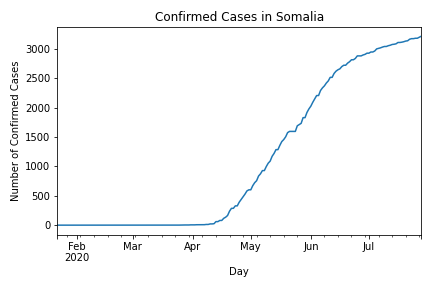 Confirmed Cases in Somalia
Number of Confirmed Cases
3000
2500
2000
1500
1000
500
0
Feb Mar Apr May Jun Jul
2020
Day